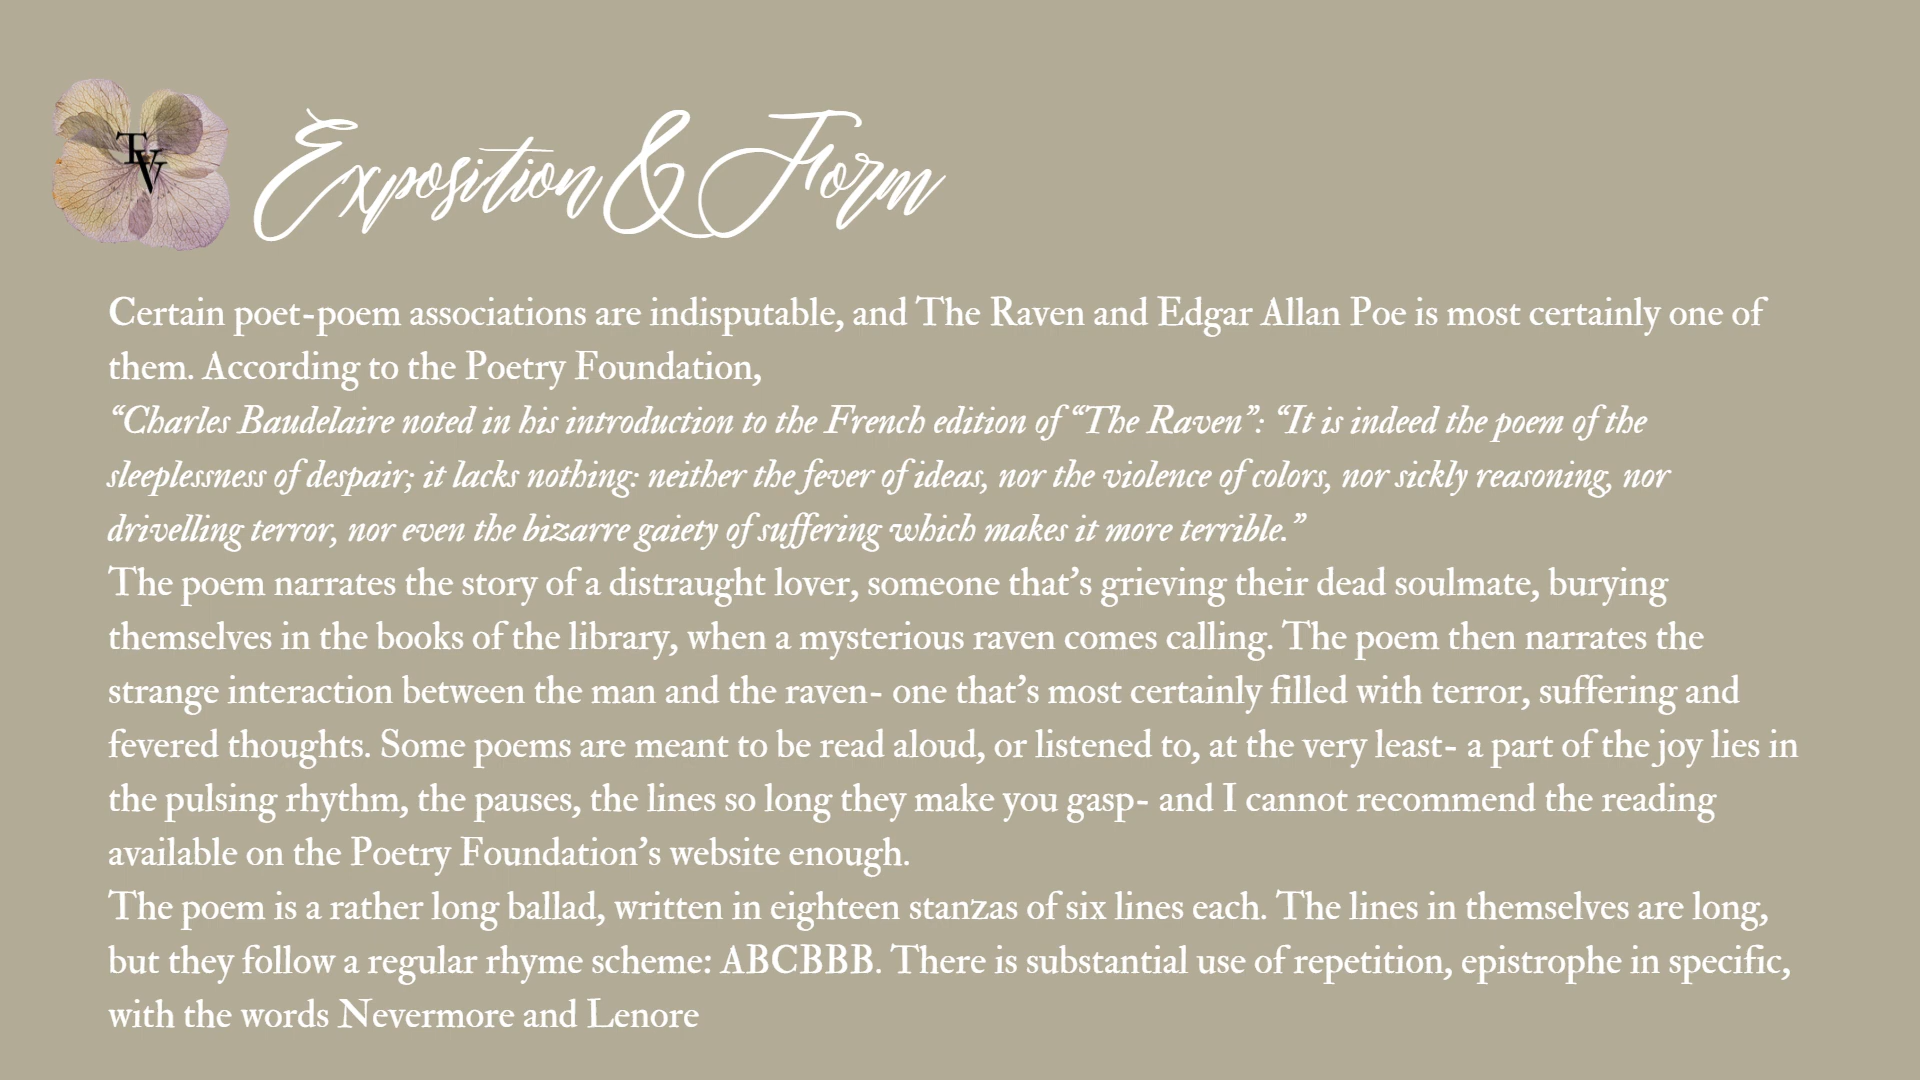 TV
Exposition & Form
Certain poet-poem associations are indisputable, and The Raven and Edgar Allan Poe is most certainly one of
them. According to the Poetry Foundation,
“Charles Baudelaire noted in his introduction to the French edition of “The Raven”: “It is indeed the poem of the
sleeplessness of despair; it lacks nothing: neither the fever of ideas, nor the violence of colors, nor sickly reasoning, nor
drivelling terror, nor even the bizarre gaiety of suffering which makes it more terrible.”
The poem narrates the story of a distraught lover, someone that’s grieving their dead soulmate, burying
themselves in the books of the library, when a mysterious raven comes calling. The poem then narrates the
strange interaction between the man and the raven- one that’s most certainly filled with terror, suffering and
fevered thoughts. Some poems are meant to be read aloud, or listened to, at the very least- a part of the joy lies in
the pulsing rhythm, the pauses, the lines so long they make you gasp- and I cannot recommend the reading
available on the Poetry Foundation’s website enough.
The poem is a rather long ballad, written in eighteen stanzas of six lines each. The lines in themselves are long,
but they follow a regular rhyme scheme: ABCBBB. There is substantial use of repetition, epistrophe in specific,
with the words Nevermore and Lenore